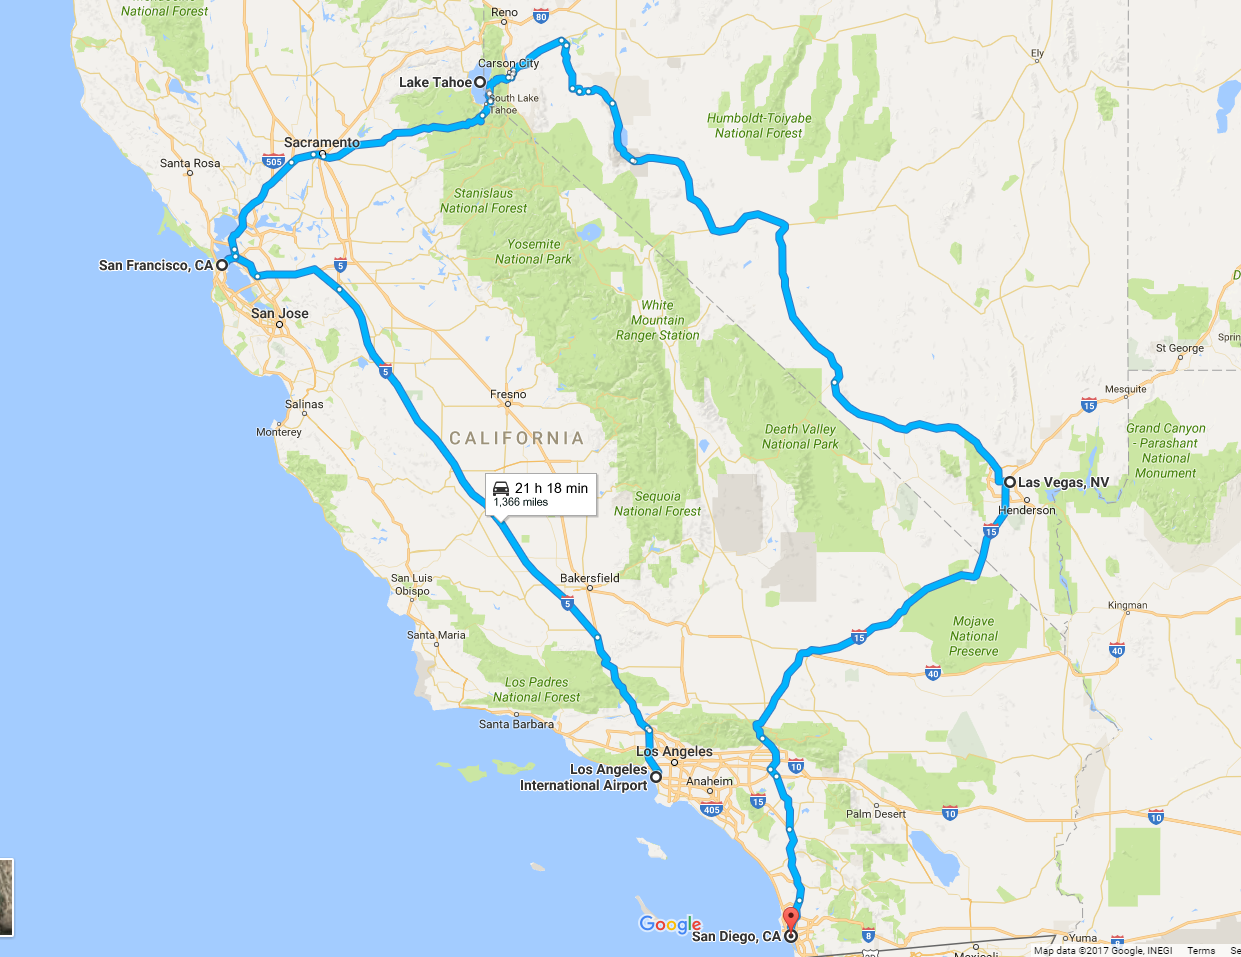 National Forest
Reno
80
Ely
Carson City
Lake Tahoe
South Lake
Tahoe
Humboldt-Toiyabe
National Forest
Sacramento
505
Santa Rosa
Stanislaus
National Forest
Yosemite
National Park
San Francisco, CA
5
San Jose
White
Mountain
Ranger Station
St George
5
Mesquite
Fresno
Salinas
15
Monterey
CALIFORNIA
Death Valley
National Park
Grand Canyon
- Parashant
National
Monument
21 h 18 min
1,366 miles
Las Vegas, NV
Sequoia
National Forest
Henderson
15
San Luis
Obispo
Bakersfield
5
Kingman
Mojave
National
Preserve
Santa Maria
15
40
40
Los Padres
National Forest
Santa Barbara
Los Angeles
Los Angeles
International Airport
10
Anaheim
405
15
Palm Desert
10
10
Google
San Diego, CA
8
Yuma
8
Mexicali
Map data ©2017 Google, INEGI
Terms